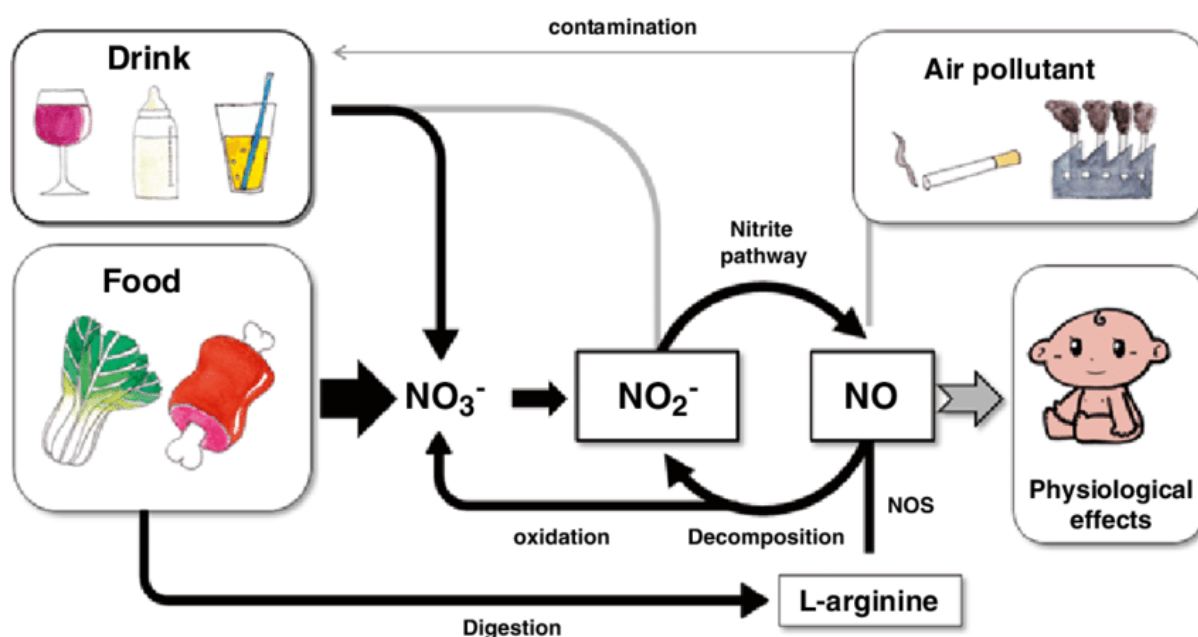 contamination
Drink
Air pollutant
Nitrite
pathway
Food
NO₃⁻
NO₂⁻
NO
Physiological
effects
NOS
oxidation
Decomposition
L-arginine
Digestion